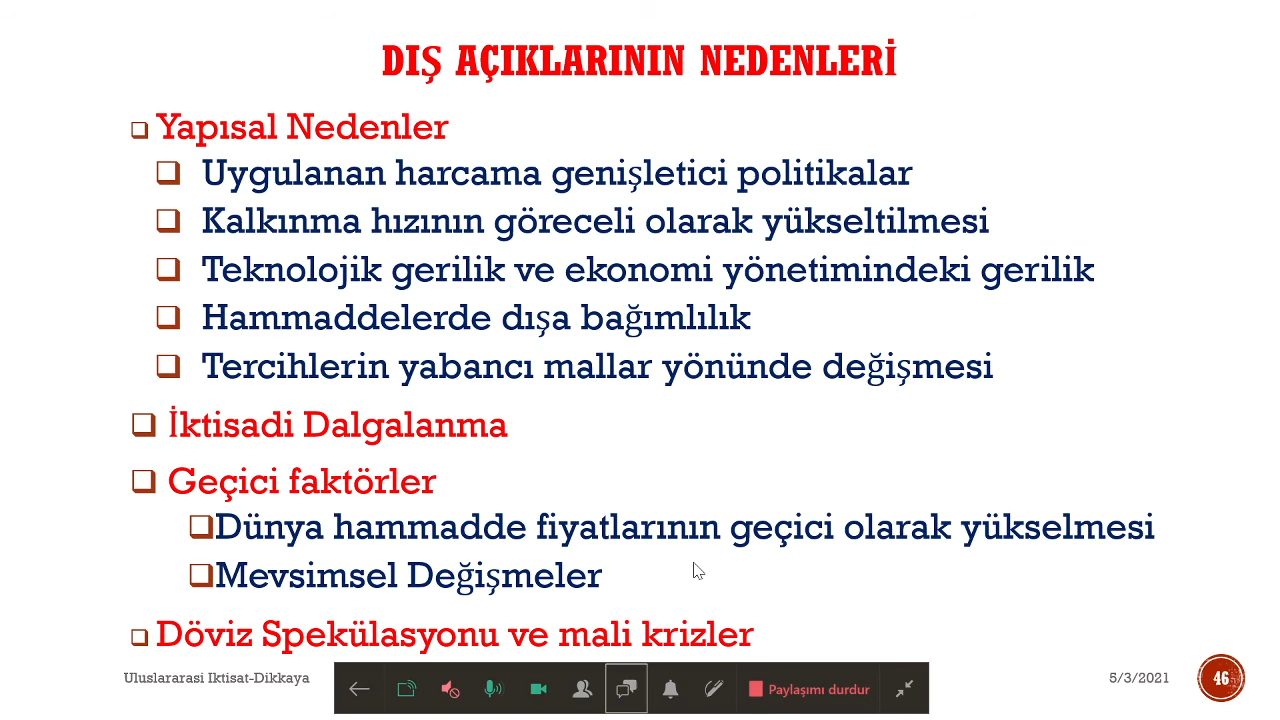 DIŞ AÇIKLARININ NEDENLERİ
Yapısal Nedenler
Uygulanan harcama genişletici politikalar
Kalkınma hızının göreceli olarak yükseltilmesi
Teknolojik gerilik ve ekonomi yönetimindeki gerilik
Hammaddelerde dışa bağımlılık
Tercihlerin yabancı mallar yönünde değişmesi
İktisadi Dalgalanma
Geçici faktörler
Dünya hammadde fiyatlarının geçici olarak yükselmesi
Mevsimsel Değişmeler
Döviz Spekülasyonu ve mali krizler
Uluslararasi Iktisat-Dikkaya
Paylaşımı durdur
5/3/2021
46